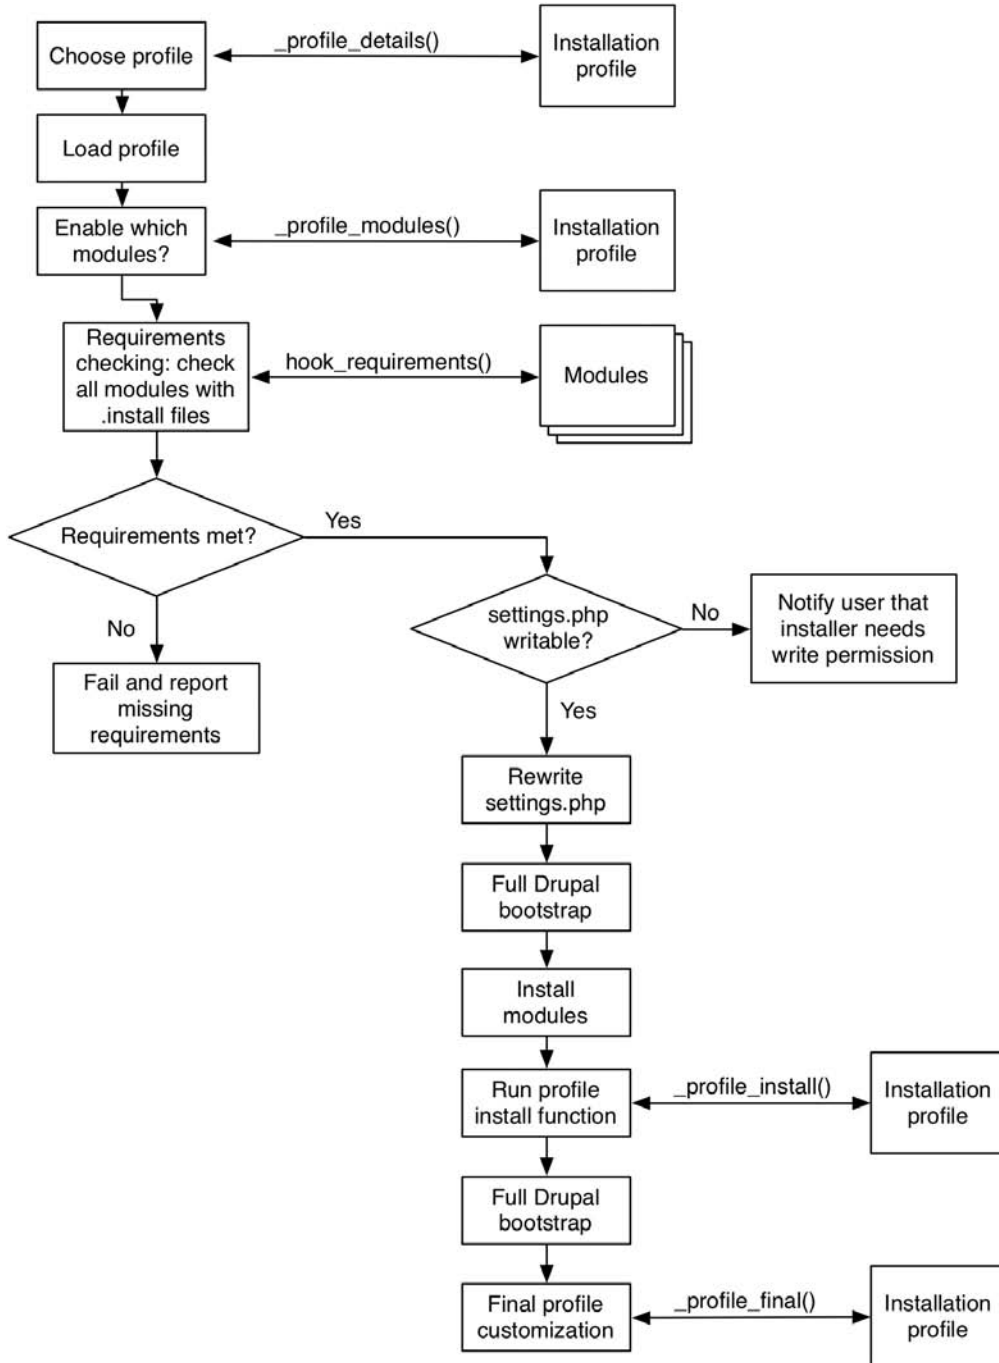 Choose profile
_profile_details()
Installation
profile
Load profile
Enable which
modules?
_profile_modules()
Installation
profile
Requirements
checking: check
all modules with
.install files
hook_requirements()
Modules
Requirements met?
Yes
No
Fail and report
missing
requirements
settings.php
writable?
No
Notify user that
installer needs
write permission
Yes
Rewrite
settings.php
Full Drupal
bootstrap
Install
modules
Run profile
install function
_profile_install()
Installation
profile
Full Drupal
bootstrap
Final profile
customization
_profile_final()
Installation
profile